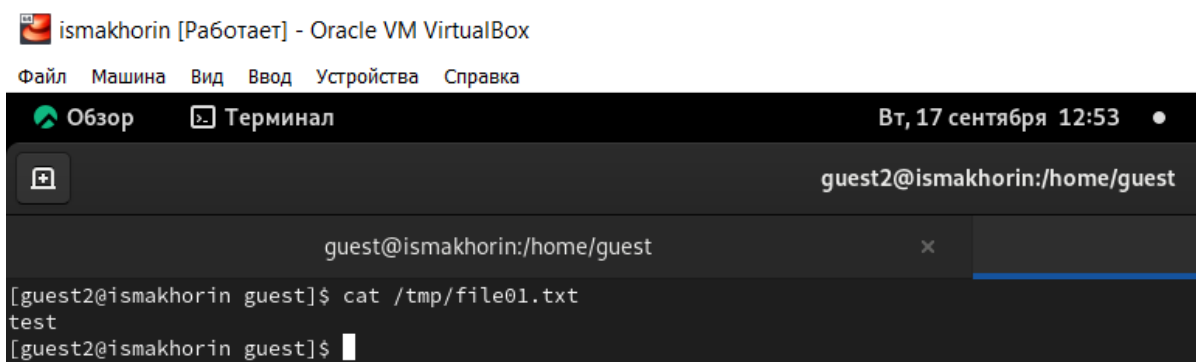 ismakhorin [Работает] - Oracle VM VirtualBox
Файл Машина Вид Ввод Устройства Справка
Обзор Терминал Вт, 17 сентября 12:53
guest2@ismakhorin:/home/guest
guest@ismakhorin:/home/guest
[guest2@ismakhorin guest]$ cat /tmp/file01.txt
test
[guest2@ismakhorin guest]$